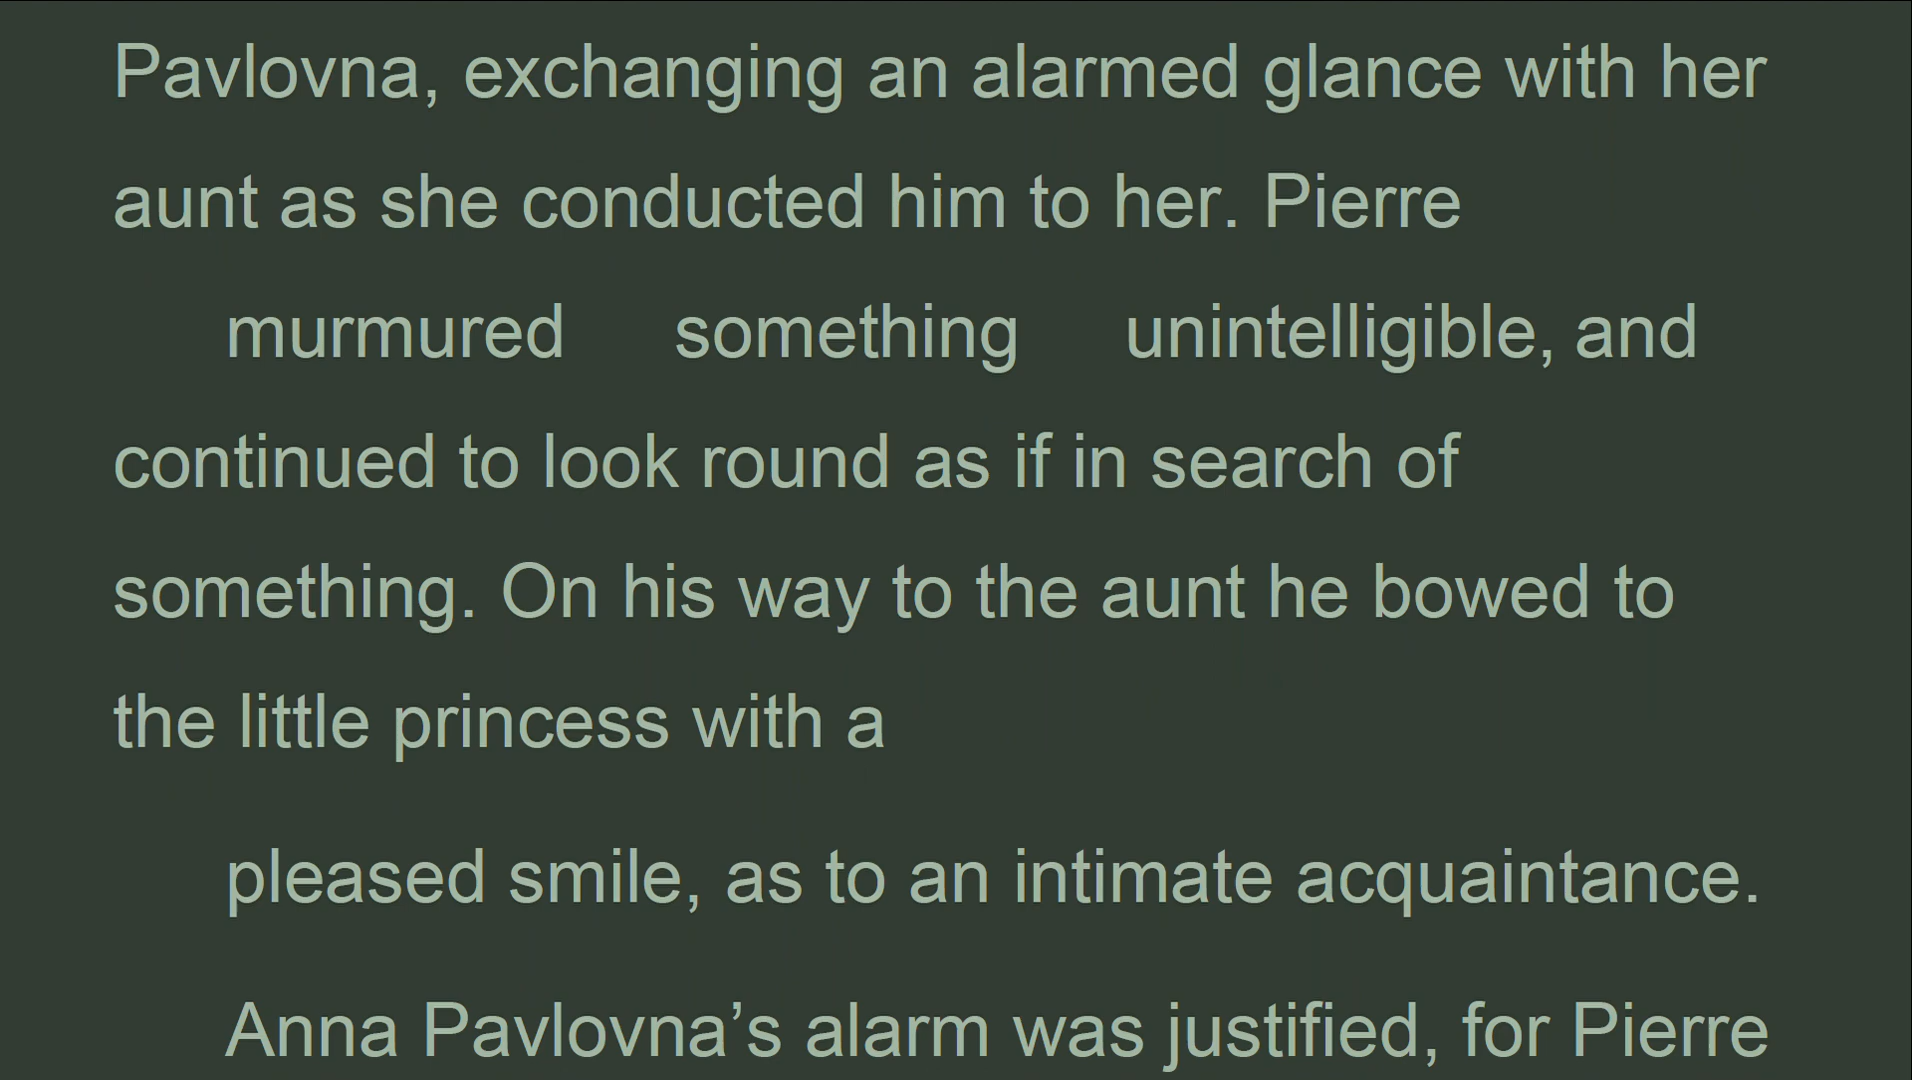 Pavlovna, exchanging an alarmed glance with her
aunt as she conducted him to her. Pierre
murmured something unintelligible, and
continued to look round as if in search of
something. On his way to the aunt he bowed to
the little princess with a
pleased smile, as to an intimate acquaintance.
Anna Pavlovna’s alarm was justified, for Pierre